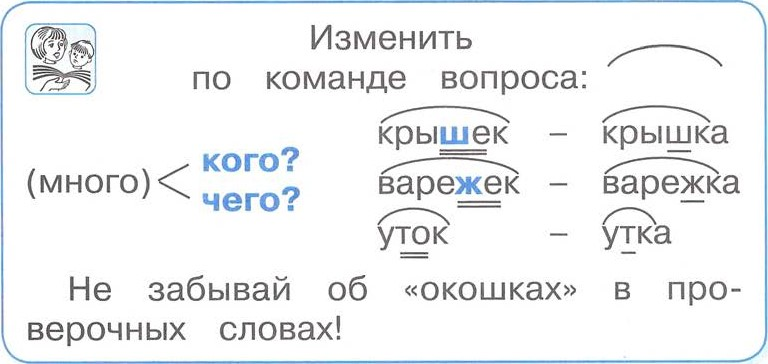 Изменить
по команде вопроса:
(много) кого?
чего?
крышек – крышка
варежек – варежка
уток – утка
Не забывай об «окошках» в про-
верочных словах!